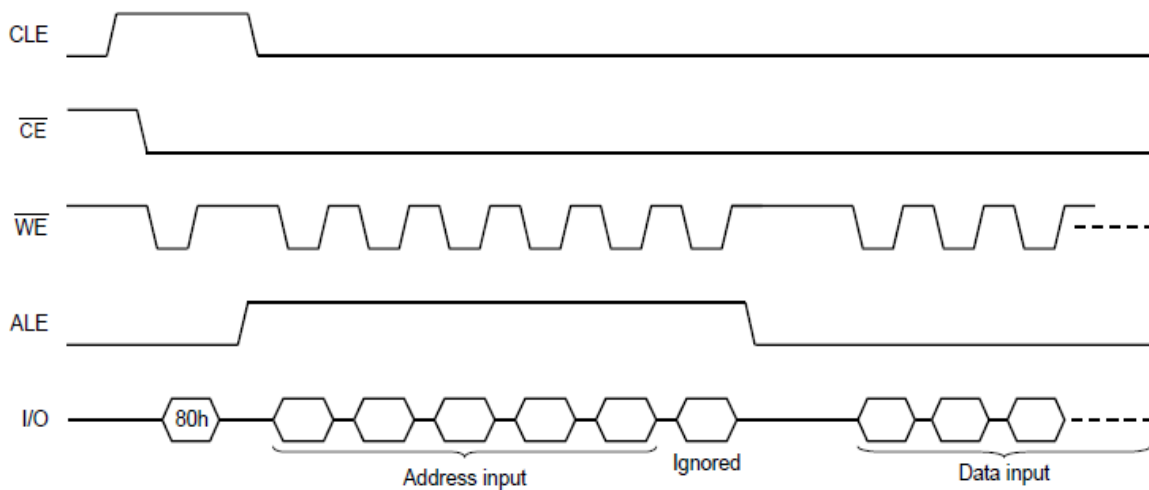 CLE
CE
WE
ALE
I/O
80h
Address input
Ignored
Data input